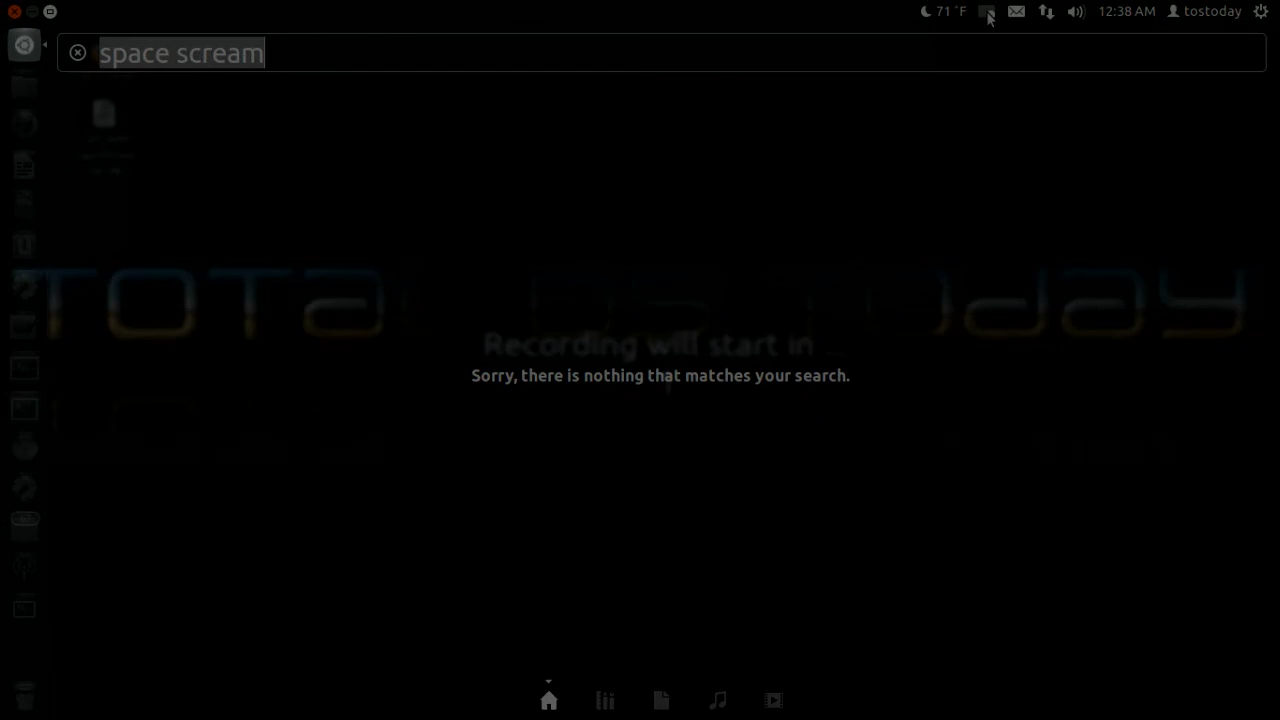 71 °F
12:38 AM
tostoday
space scream
Recording will start in ...
Sorry, there is nothing that matches your search.